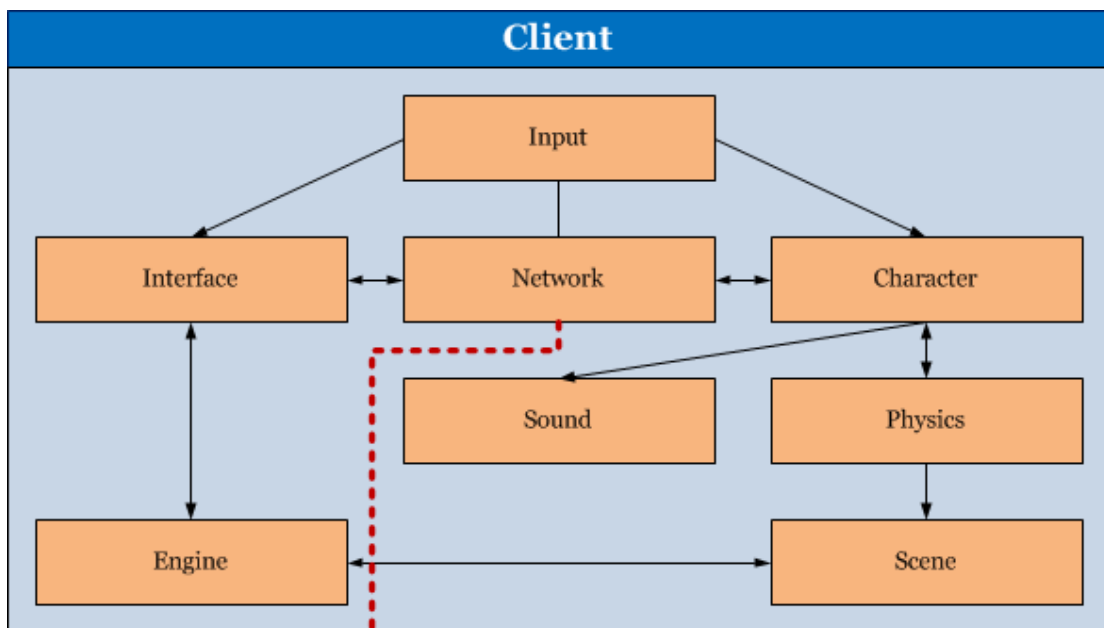 Client
Input
Interface
Network
Character
Sound
Physics
Engine
Scene